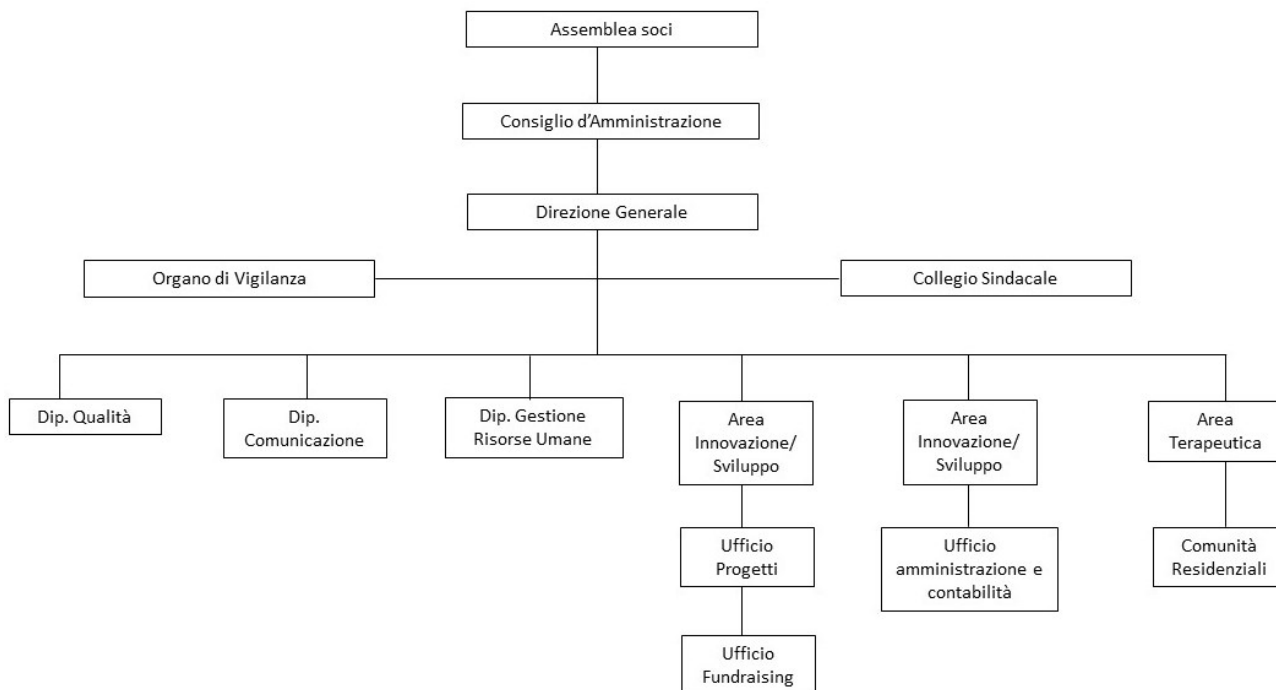 Assemblea soci
Consiglio d'Amministrazione
Direzione Generale
Organo di Vigilanza
Collegio Sindacale
Dip. Qualità
Dip.
Comunicazione
Dip. Gestione
Risorse Umane
Area
Innovazione/
Sviluppo
Area
Innovazione/
Sviluppo
Area
Terapeutica
Ufficio
Progetti
Ufficio
amministrazione e
contabilità
Comunità
Residenziali
Ufficio
Fundraising